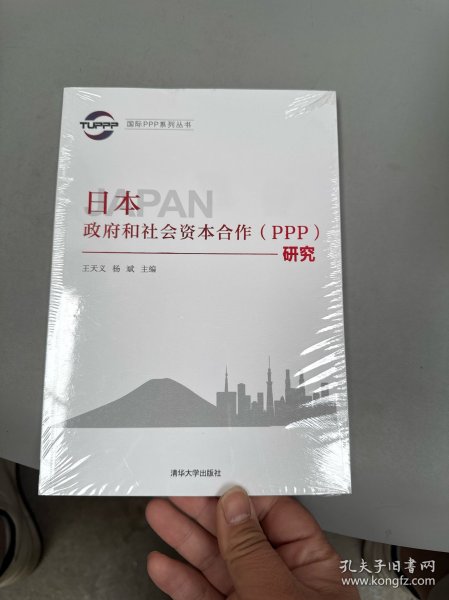 TUPPP 国际PPP系列丛书
JAPAN
日本
政府和社会资本合作（PPP）
研究
王天义 杨 斌 主编
清华大学出版社
孔夫子旧书网
www.kongfz.com